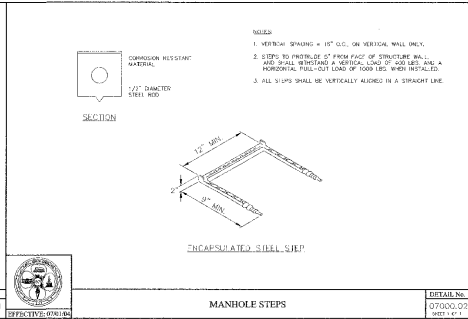 NOTES:
1. VERTICAL SPACING = 15" O.C., ON VERTICAL WALL ONLY.
2. STEPS TO PROTRUDE 5" FROM FACE OF STRUCTURE WALL,
AND SHALL WITHSTAND A VERTICAL LOAD OF 400 LBS. AND A
HORIZONTAL PULL-OUT LOAD OF 1000 LBS. WHEN INSTALLED.
3. ALL STEPS SHALL BE VERTICALLY ALIGNED IN A STRAIGHT LINE.
CORROSION RESISTANT
MATERIAL
1/2" DIAMETER
STEEL ROD
SECTION
12" MIN.
2"
9" MIN.
ENCAPSULATED STEEL STEP
EFFECTIVE: 07/01/04
MANHOLE STEPS
DETAIL No.
07000.02
SHEET 1 OF 1